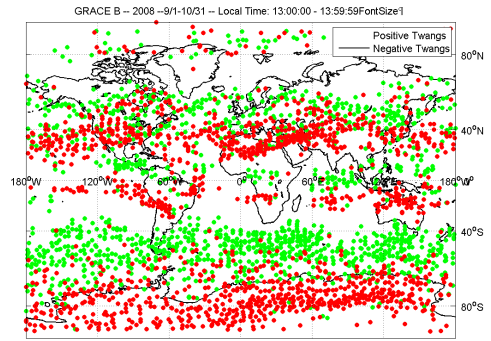 GRACE B -- 2008 --9/1-10/31 -- Local Time: 13:00:00 - 13:59:59FontSize
Positive Twangs
Negative Twangs
80°N
40°N
180°W 120°W 60°W 0° 60°E 120°E 180°W
40°S
80°S